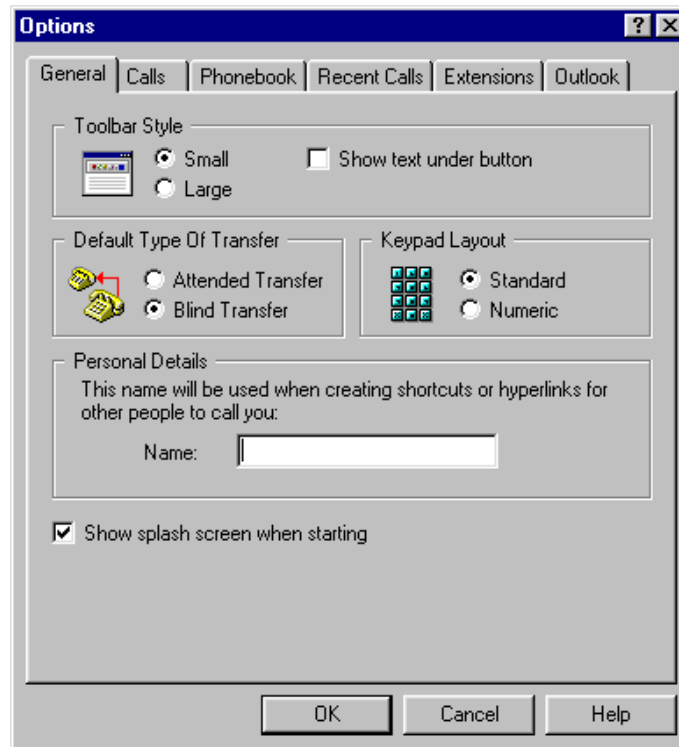 Options
General Calls Phonebook Recent Calls Extensions Outlook
Toolbar Style
Small Show text under button
Large
Default Type Of Transfer
Attended Transfer
Blind Transfer
Keypad Layout
Standard
Numeric
Personal Details
This name will be used when creating shortcuts or hyperlinks for
other people to call you:
Name:
Show splash screen when starting
OK Cancel Help